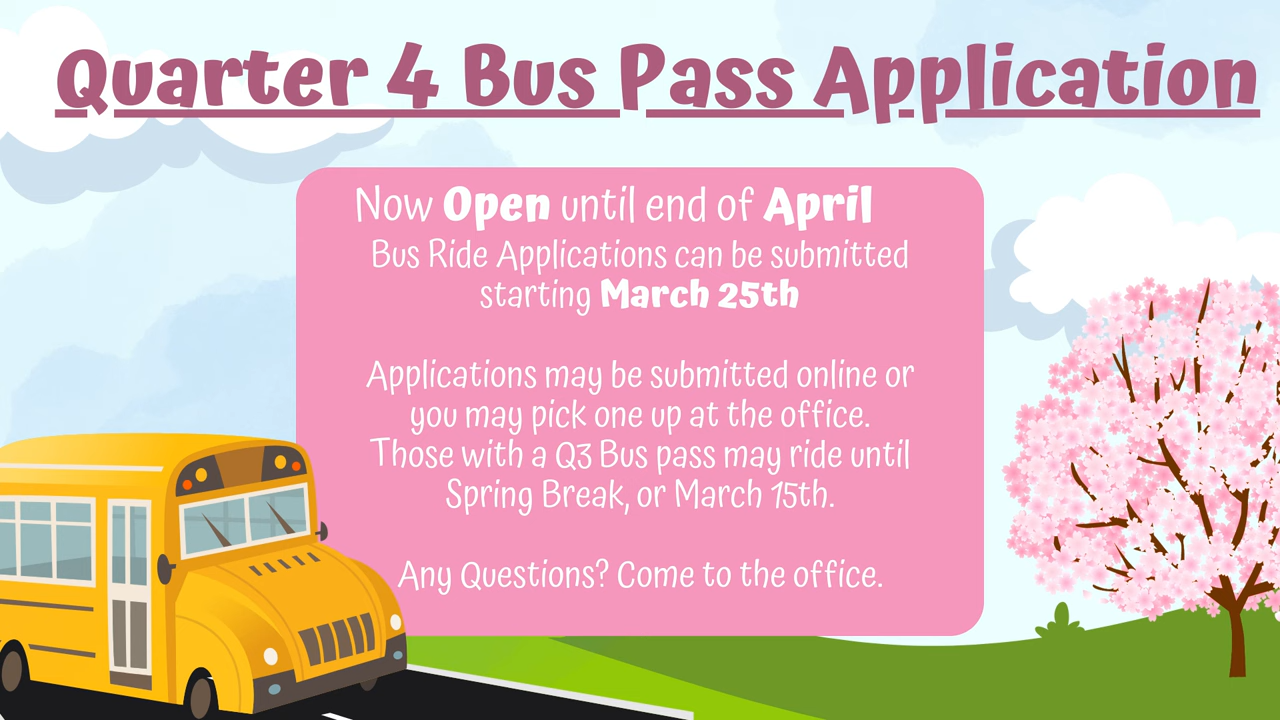 Quarter 4 Bus Pass Application
Now Open until end of April
Bus Ride Applications can be submitted
starting March 25th
Applications may be submitted online or
you may pick one up at the office.
Those with a Q3 Bus pass may ride until
Spring Break, or March 15th.
Any Questions? Come to the office.